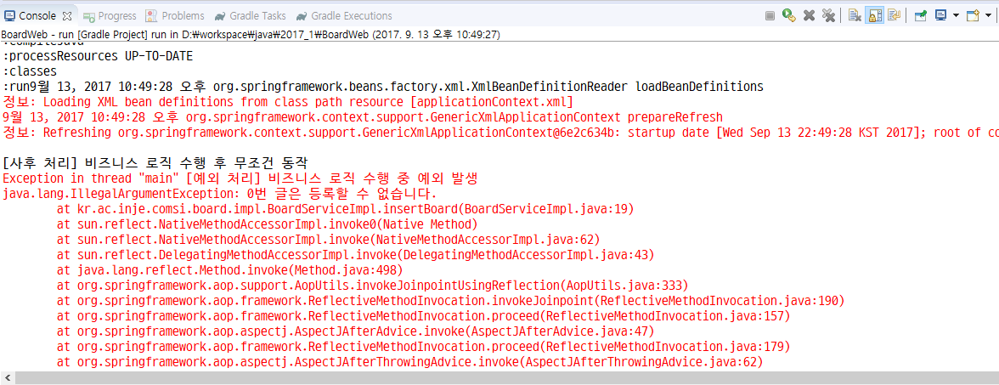 Console Progress Problems Gradle Tasks Gradle Executions
BoardWeb - run [Gradle Project] run in D:₩workspace₩java₩2017_1₩BoardWeb (2017. 9. 13 오후 10:49:27)
:compileJava
:processResources UP-TO-DATE
:classes
:run9월 13, 2017 10:49:28 오후 org.springframework.beans.factory.xml.XmlBeanDefinitionReader loadBeanDefinitions
정보: Loading XML bean definitions from class path resource [applicationContext.xml]
9월 13, 2017 10:49:28 오후 org.springframework.context.support.GenericXmlApplicationContext prepareRefresh
정보: Refreshing org.springframework.context.support.GenericXmlApplicationContext@6e2c634b: startup date [Wed Sep 13 22:49:28 KST 2017]; root of co
[사후 처리] 비즈니스 로직 수행 후 무조건 동작
Exception in thread "main" [예외 처리] 비즈니스 로직 수행 중 예외 발생
java.lang.IllegalArgumentException: 0번 글은 등록할 수 없습니다.
at kr.ac.inje.comsi.board.impl.BoardServiceImpl.insertBoard(BoardServiceImpl.java:19)
at sun.reflect.NativeMethodAccessorImpl.invoke0(Native Method)
at sun.reflect.NativeMethodAccessorImpl.invoke(NativeMethodAccessorImpl.java:62)
at sun.reflect.DelegatingMethodAccessorImpl.invoke(DelegatingMethodAccessorImpl.java:43)
at java.lang.reflect.Method.invoke(Method.java:498)
at org.springframework.aop.support.AopUtils.invokeJoinpointUsingReflection(AopUtils.java:333)
at org.springframework.aop.framework.ReflectiveMethodInvocation.invokeJoinpoint(ReflectiveMethodInvocation.java:190)
at org.springframework.aop.framework.ReflectiveMethodInvocation.proceed(ReflectiveMethodInvocation.java:157)
at org.springframework.aop.aspectj.AspectJAfterAdvice.invoke(AspectJAfterAdvice.java:47)
at org.springframework.aop.framework.ReflectiveMethodInvocation.proceed(ReflectiveMethodInvocation.java:179)
at org.springframework.aop.aspectj.AspectJAfterThrowingAdvice.invoke(AspectJAfterThrowingAdvice.java:62)